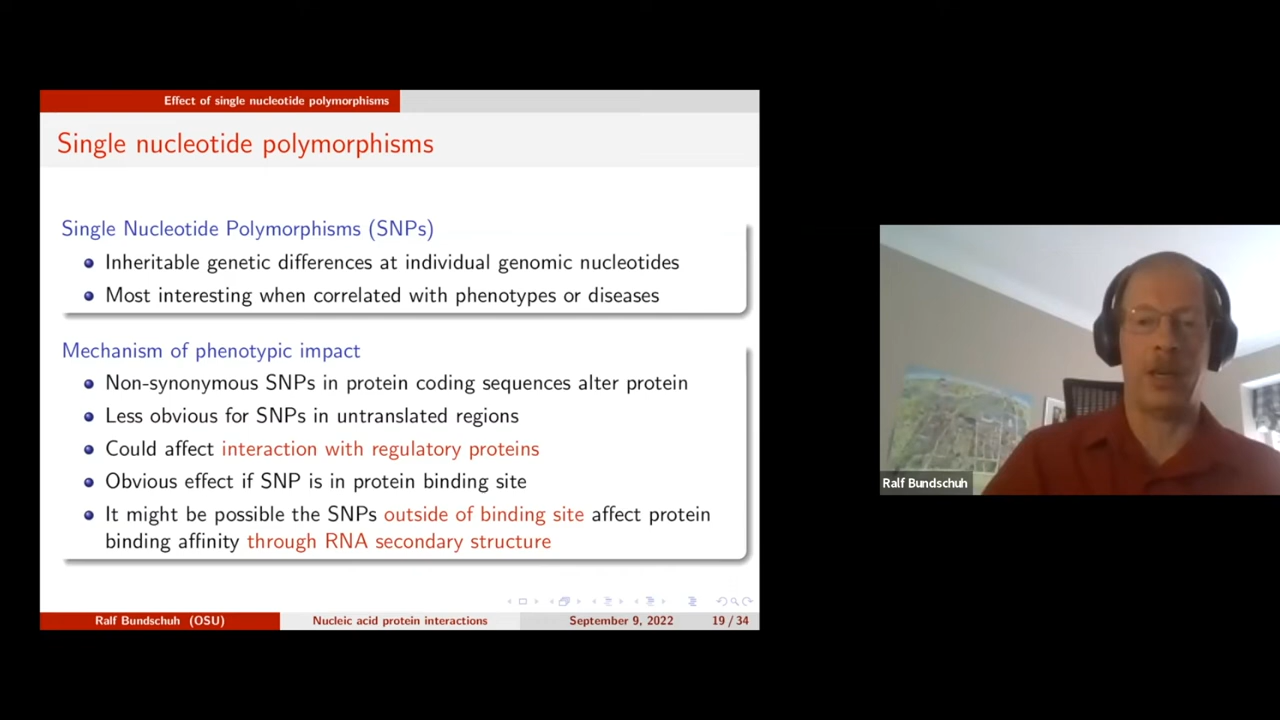 Effect of single nucleotide polymorphisms
Single nucleotide polymorphisms
Single Nucleotide Polymorphisms (SNPs)
Inheritable genetic differences at individual genomic nucleotides
Most interesting when correlated with phenotypes or diseases
Mechanism of phenotypic impact
Non-synonymous SNPs in protein coding sequences alter protein
Less obvious for SNPs in untranslated regions
Could affect interaction with regulatory proteins
Obvious effect if SNP is in protein binding site
It might be possible the SNPs outside of binding site affect protein
binding affinity through RNA secondary structure
Ralf Bundschuh (OSU) Nucleic acid protein interactions September 9, 2022 19 / 34
Ralf Bundschuh